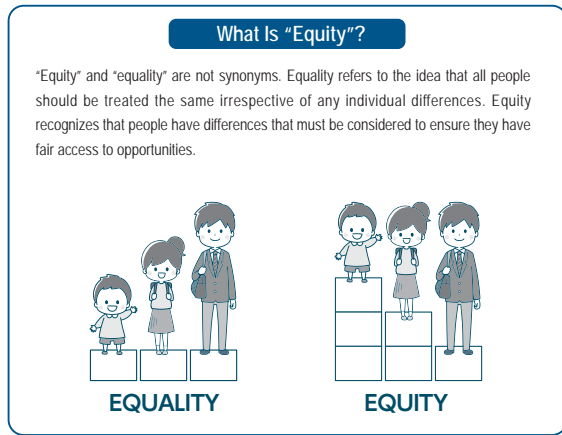 What Is “Equity”?
“Equity” and “equality” are not synonyms. Equality refers to the idea that all people
should be treated the same irrespective of any individual differences. Equity
recognizes that people have differences that must be considered to ensure they have
fair access to opportunities.
EQUALITY
EQUITY